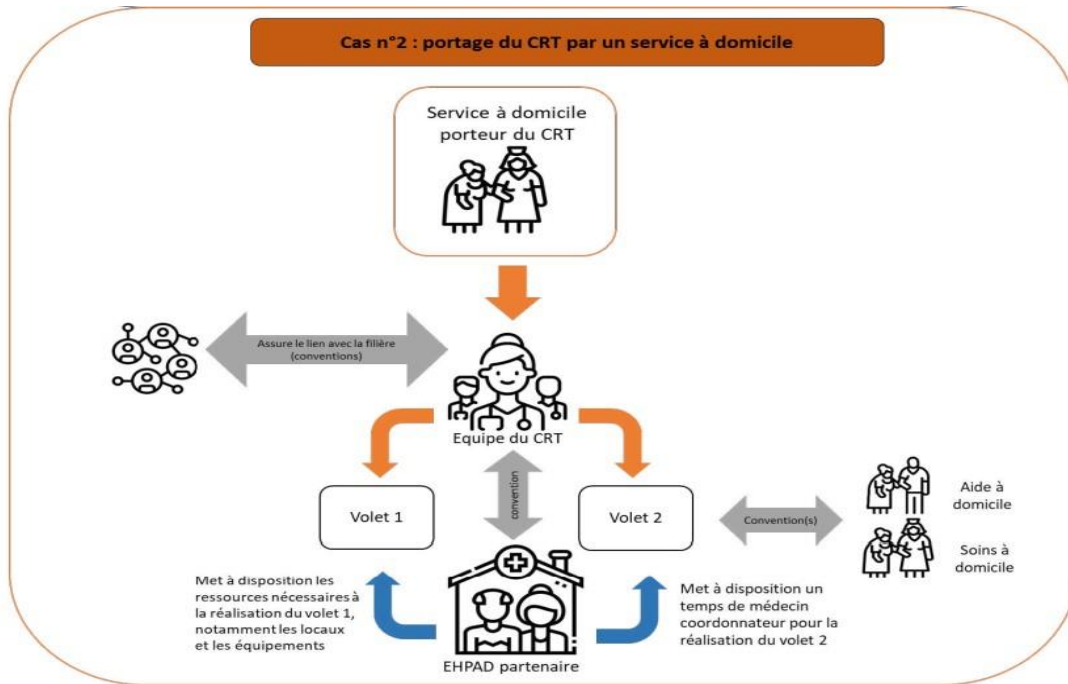 Cas n°2 : portage du CRT par un service à domicile
Service à domicile
porteur du CRT
Assure le lien avec la filière
(conventions)
Equipe du CRT
Volet 1
convention
Volet 2
Convention(s)
Aide à
domicile
Soins à
domicile
Met à disposition les
ressources nécessaires à
la réalisation du volet 1,
notamment les locaux
et les équipements
Met à disposition un
temps de médecin
coordonnateur pour la
réalisation du volet 2
EHPAD partenaire